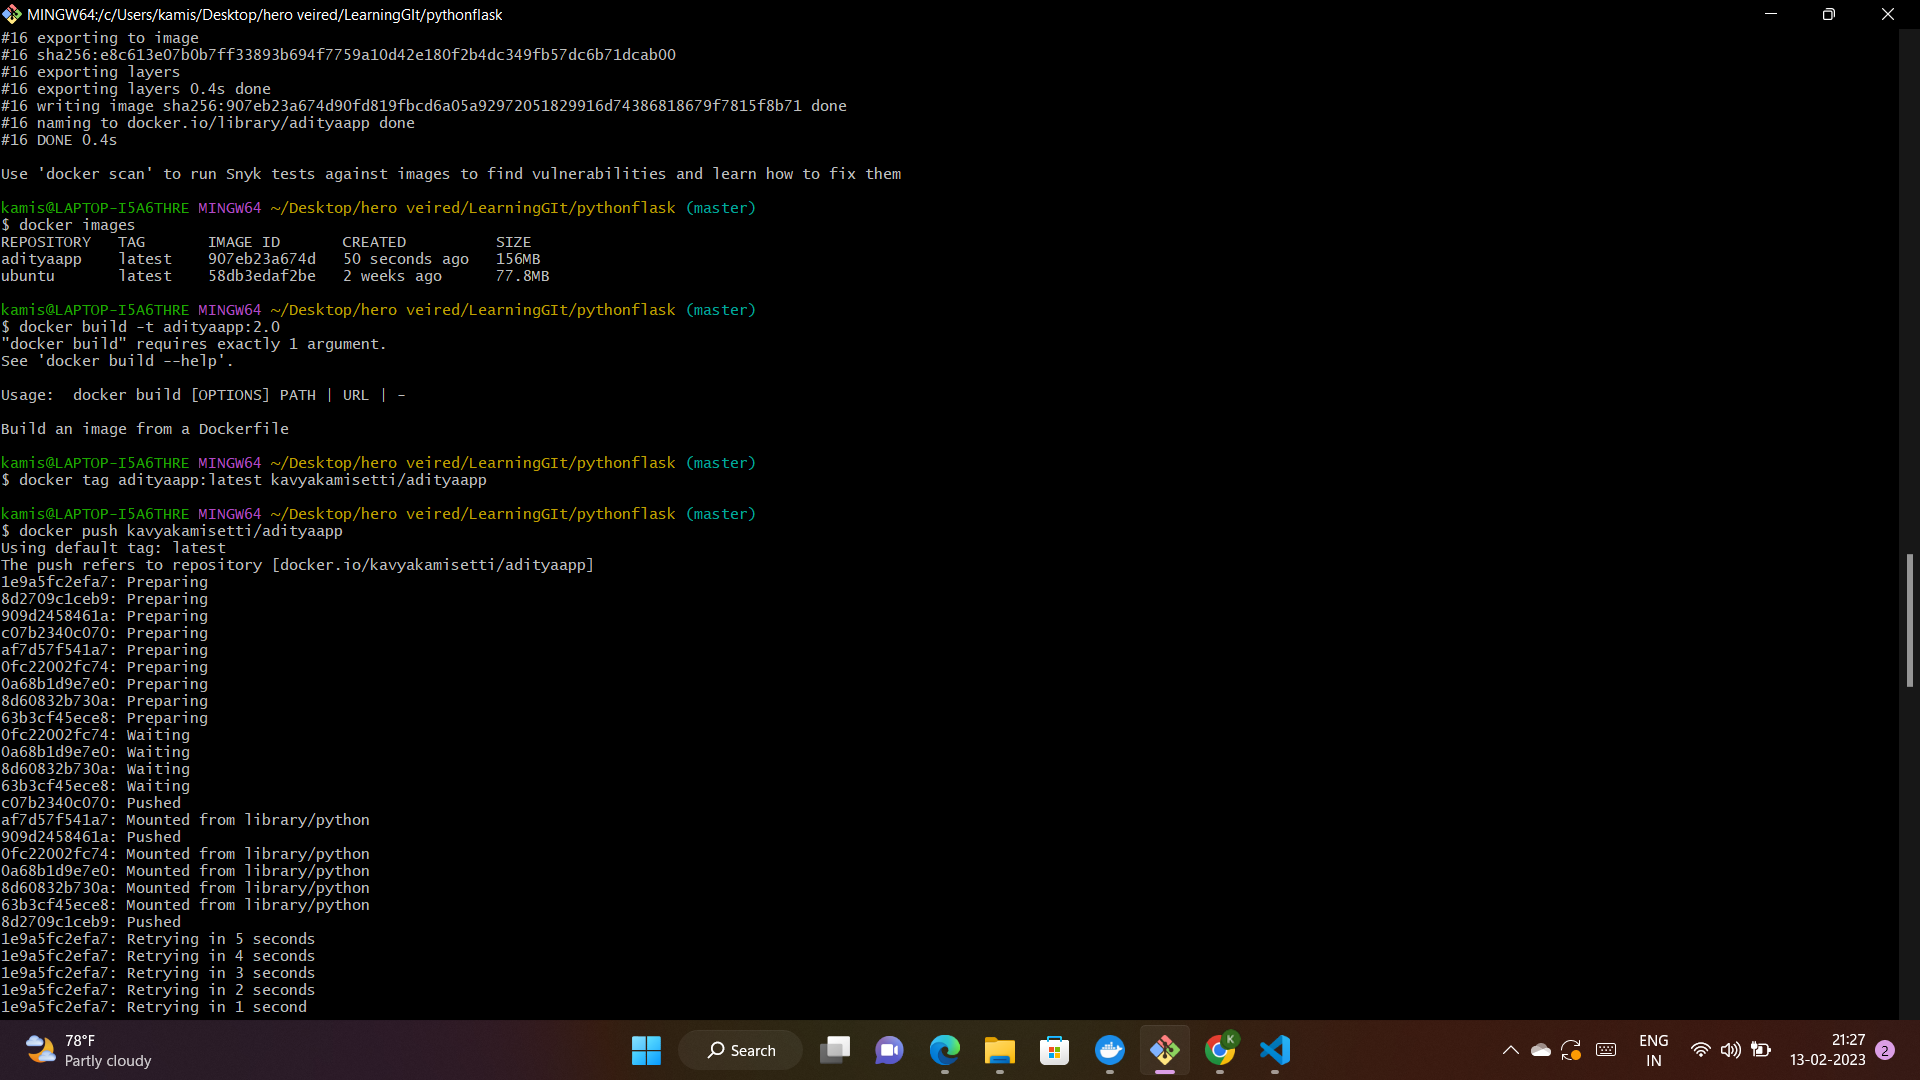 MINGW64:/c/Users/kamis/Desktop/hero veired/LearningGIt/pythonflask
#16 exporting to image
#16 sha256:e8c613e07b0b7ff33893b694f7759a10d42e180f2b4dc349fb57dc6b71dcab00
#16 exporting layers
#16 exporting layers 0.4s done
#16 writing image sha256:907eb23a674d90fd819fbcd6a05a92972051829916d74386818679f7815f8b71 done
#16 naming to docker.io/library/adityaapp done
#16 DONE 0.4s
Use 'docker scan' to run Snyk tests against images to find vulnerabilities and learn how to fix them
kamis@LAPTOP-I5A6THRE MINGW64 ~/Desktop/hero veired/LearningGIt/pythonflask (master)
$ docker images
REPOSITORY   TAG       IMAGE ID       CREATED          SIZE
adityaapp    latest    907eb23a674d   50 seconds ago   156MB
ubuntu       latest    58db3edaf2be   2 weeks ago      77.8MB
kamis@LAPTOP-I5A6THRE MINGW64 ~/Desktop/hero veired/LearningGIt/pythonflask (master)
$ docker build -t adityaapp:2.0
"docker build" requires exactly 1 argument.
See 'docker build --help'.
Usage:  docker build [OPTIONS] PATH | URL | -
Build an image from a Dockerfile
kamis@LAPTOP-I5A6THRE MINGW64 ~/Desktop/hero veired/LearningGIt/pythonflask (master)
$ docker tag adityaapp:latest kavyakamisetti/adityaapp
kamis@LAPTOP-I5A6THRE MINGW64 ~/Desktop/hero veired/LearningGIt/pythonflask (master)
$ docker push kavyakamisetti/adityaapp
Using default tag: latest
The push refers to repository [docker.io/kavyakamisetti/adityaapp]
1e9a5fc2efa7: Preparing
8d2709c1ceb9: Preparing
909d2458461a: Preparing
c07b2340c070: Preparing
af7d57f541a7: Preparing
0fc22002fc74: Preparing
0a68b1d9e7e0: Preparing
8d60832b730a: Preparing
63b3cf45ece8: Preparing
0fc22002fc74: Waiting
0a68b1d9e7e0: Waiting
8d60832b730a: Waiting
63b3cf45ece8: Waiting
c07b2340c070: Pushed
af7d57f541a7: Mounted from library/python
909d2458461a: Pushed
0fc22002fc74: Mounted from library/python
0a68b1d9e7e0: Mounted from library/python
8d60832b730a: Mounted from library/python
63b3cf45ece8: Mounted from library/python
8d2709c1ceb9: Pushed
1e9a5fc2efa7: Retrying in 5 seconds
1e9a5fc2efa7: Retrying in 4 seconds
1e9a5fc2efa7: Retrying in 3 seconds
1e9a5fc2efa7: Retrying in 2 seconds
1e9a5fc2efa7: Retrying in 1 second
78°F
Partly cloudy
Search
K
ENG
IN
21:27
13-02-2023
2